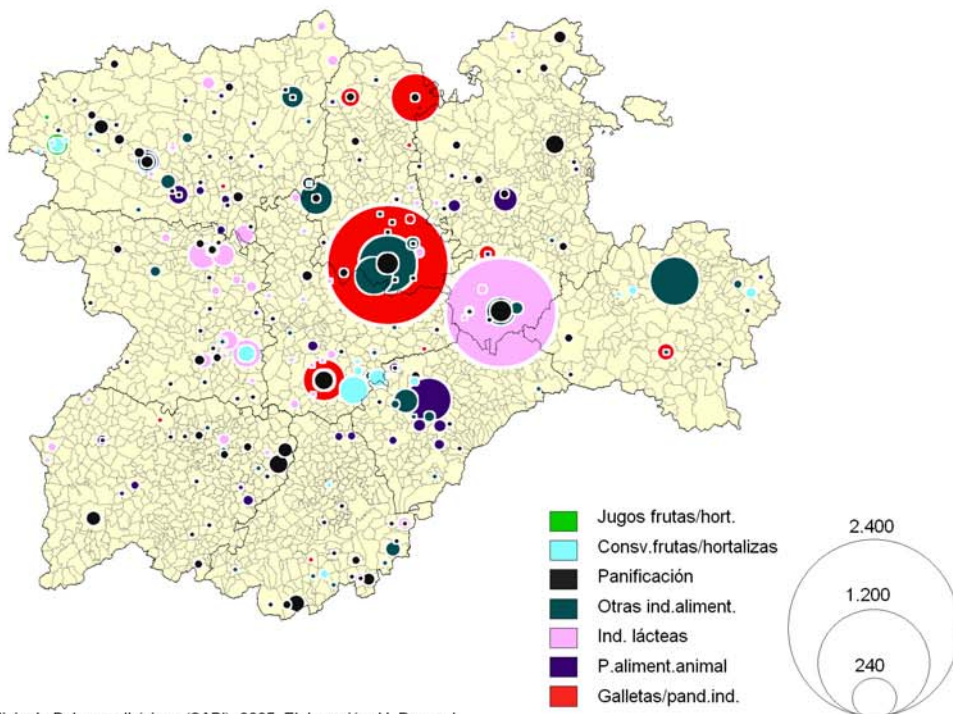 Jugos frutas/hort.
Consv.frutas/hortalizas
Panificación
Otras ind.aliment.
Ind. lácteas
P.aliment.animal
Galletas/pand.ind.
2.400
1.200
240